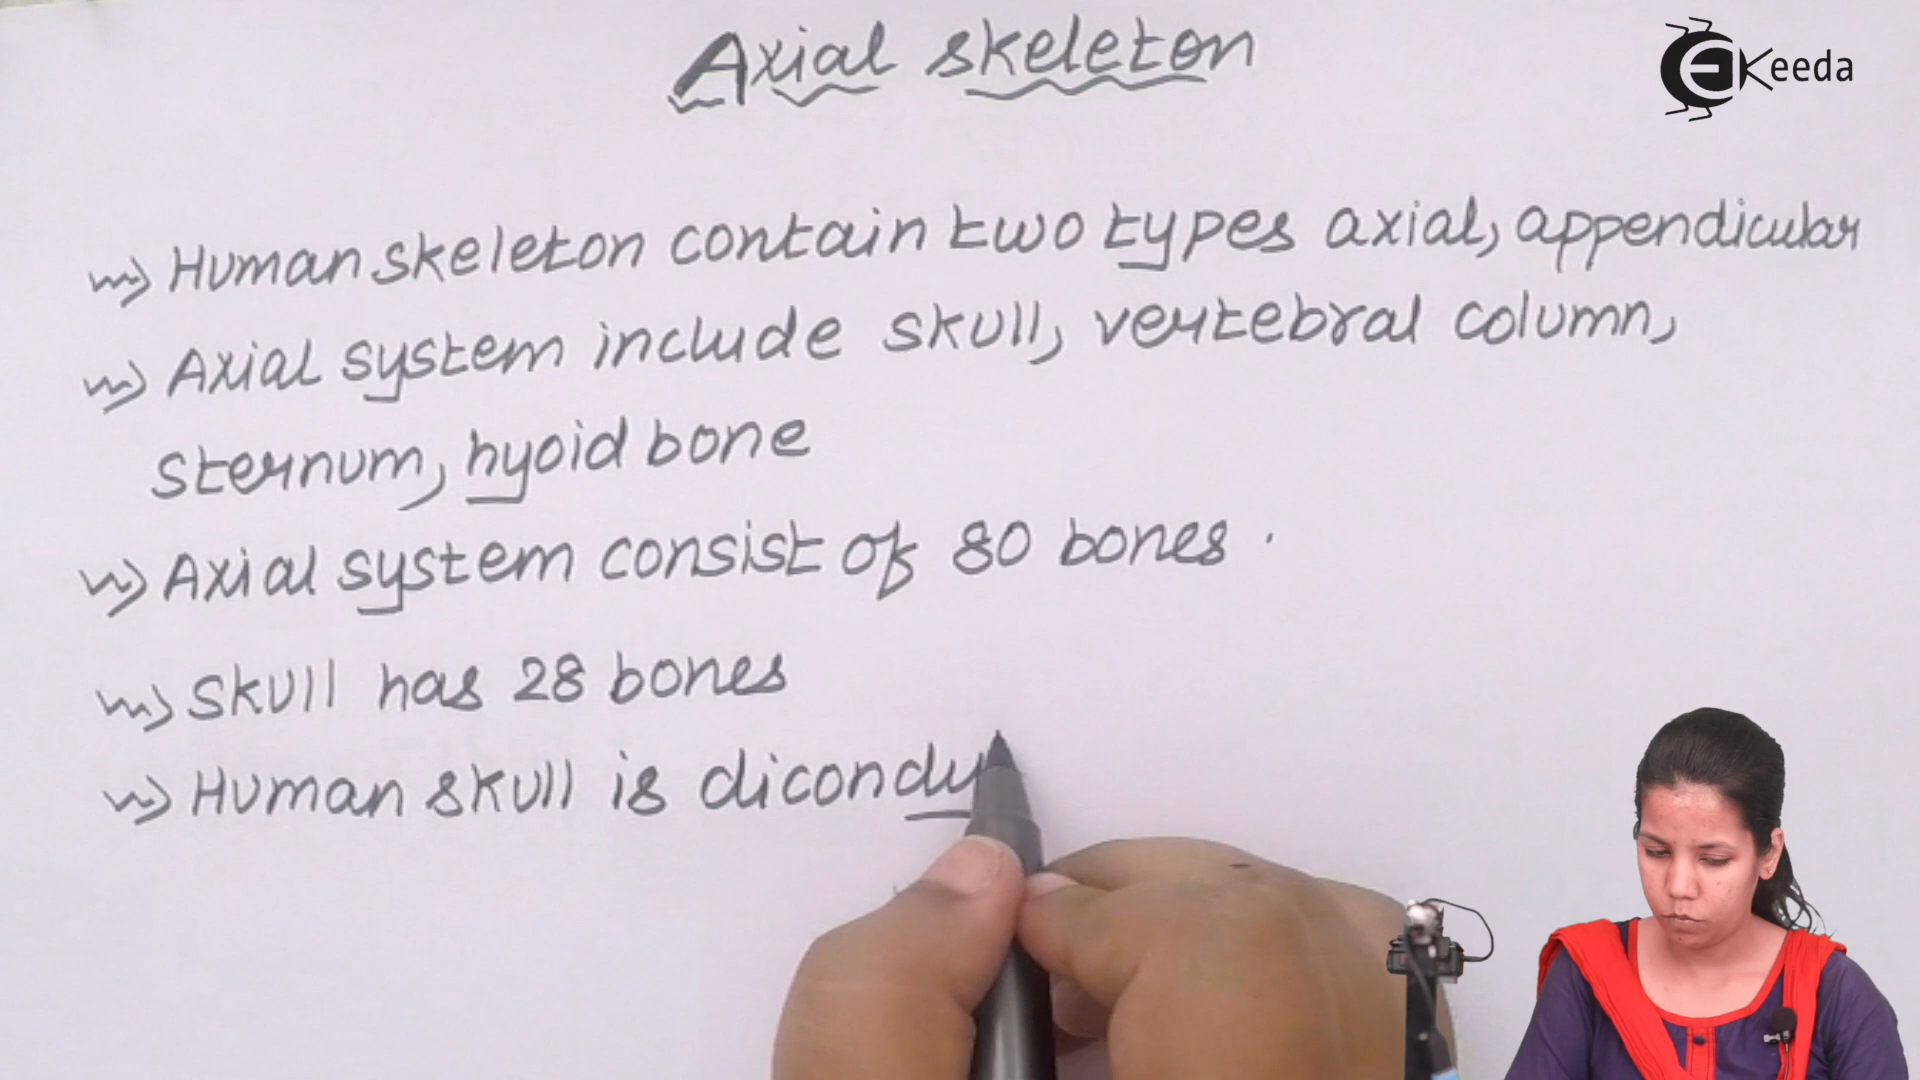 Axial skeleton
EKeeda
Human skeleton contain two types axial, appendicular
Axial system include skull, vertebral column,
sternum, hyoid bone
Axial system consist of 80 bones.
Skull has 28 bones
Human skull is dicondy